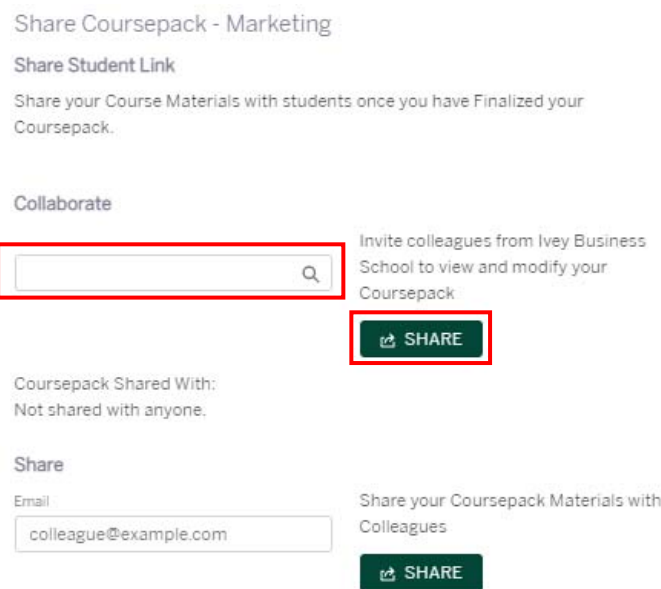 Share Coursepack - Marketing
Share Student Link
Share your Course Materials with students once you have Finalized your
Coursepack.
Collaborate
Invite colleagues from Ivey Business
School to view and modify your
Coursepack
SHARE
Coursepack Shared With:
Not shared with anyone.
Share
Email
colleague@example.com
Share your Coursepack Materials with
Colleagues
SHARE